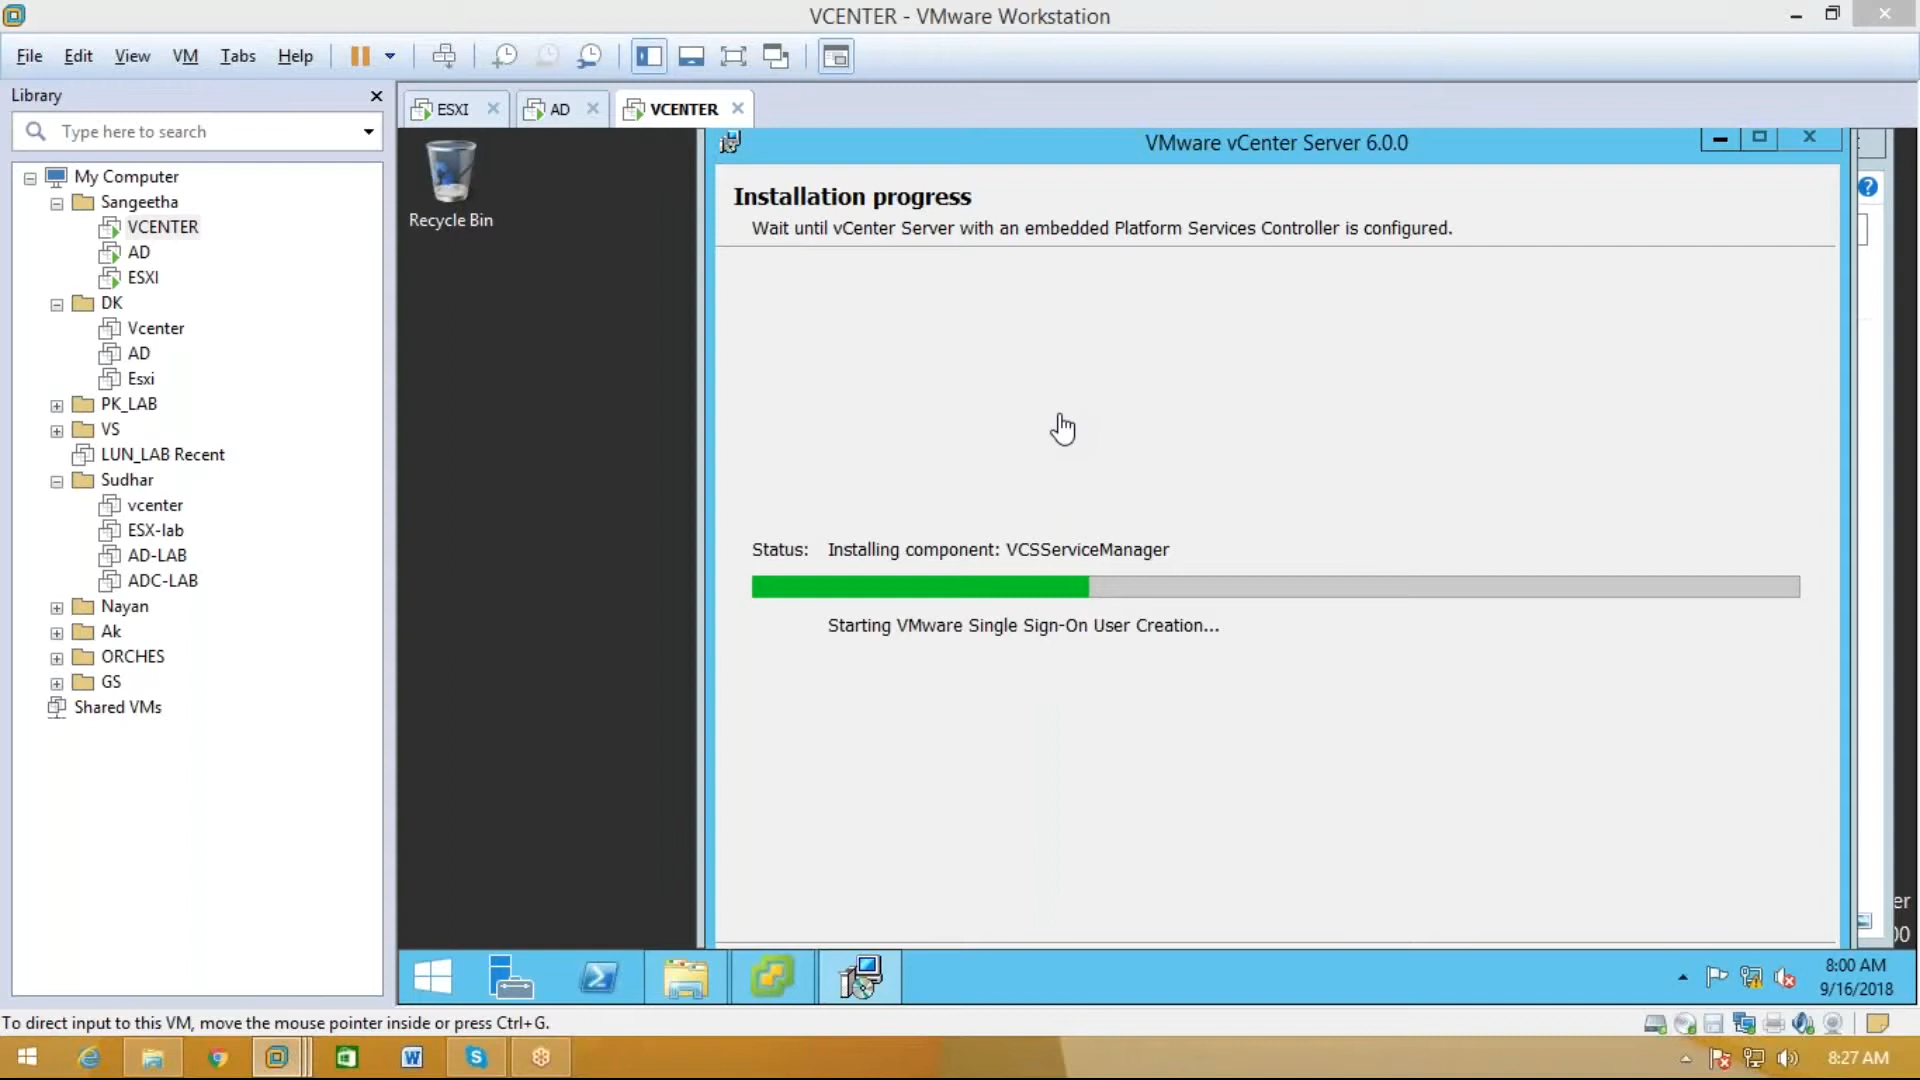 VCENTER - VMware Workstation
File Edit View VM Tabs Help
Library
Type here to search
My Computer
Sangeetha
VCENTER
AD
ESXI
DK
Vcenter
AD
Esxi
PK_LAB
VS
LUN_LAB Recent
Sudhar
vcenter
ESX-lab
AD-LAB
ADC-LAB
Nayan
Ak
ORCHES
GS
Shared VMs
ESXI AD VCENTER
Recycle Bin
VMware vCenter Server 6.0.0
Installation progress
Wait until vCenter Server with an embedded Platform Services Controller is configured.
Status: Installing component: VCSServiceManager
Starting VMware Single Sign-On User Creation...
er
00
8:00 AM
9/16/2018
To direct input to this VM, move the mouse pointer inside or press Ctrl+G.
8:27 AM